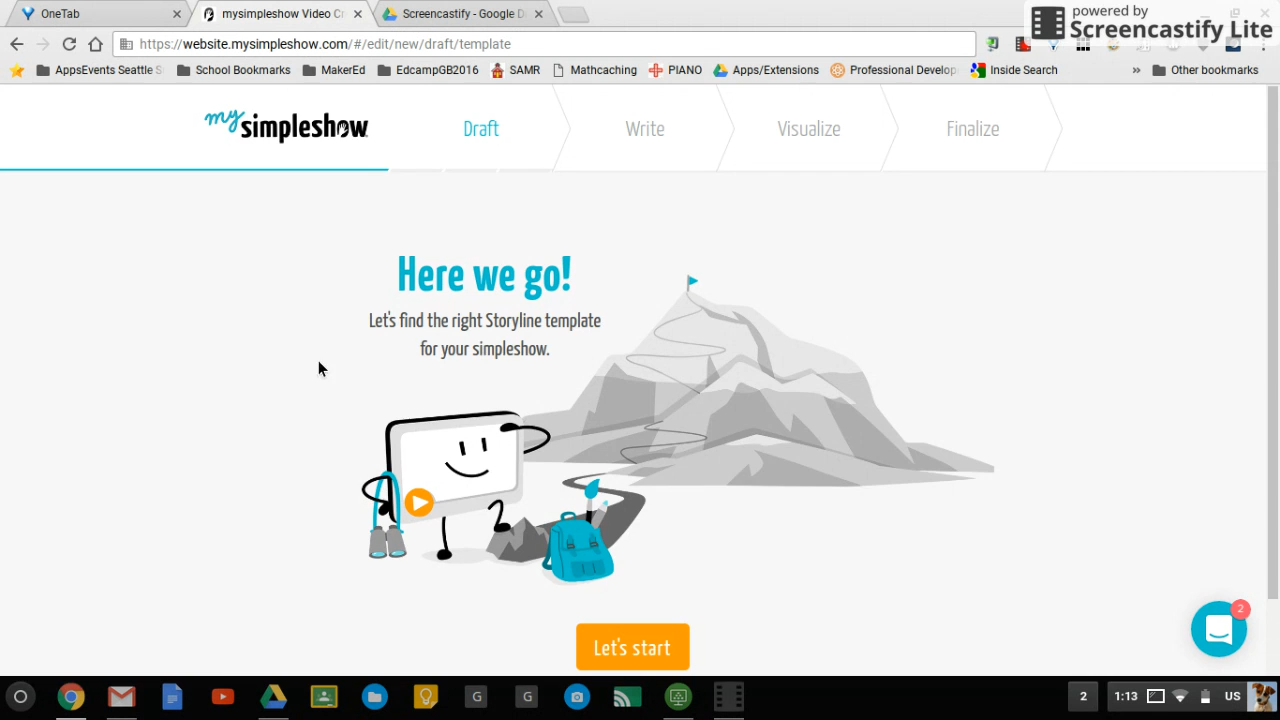 OneTab
mysimpleshow Video Cr
Screencastify - Google D
powered by
Screencastify Lite
https://website.mysimpleshow.com/#/edit/new/draft/template
AppsEvents Seattle S
School Bookmarks
MakerEd
EdcampGB2016
SAMR
Mathcaching
PIANO
Apps/Extensions
Professional Develop
Inside Search
»
Other bookmarks
my simpleshow
Draft
Write
Visualize
Finalize
Here we go!
Let's find the right Storyline template
for your simpleshow.
2
Let's start
G
G
2
1:13
US